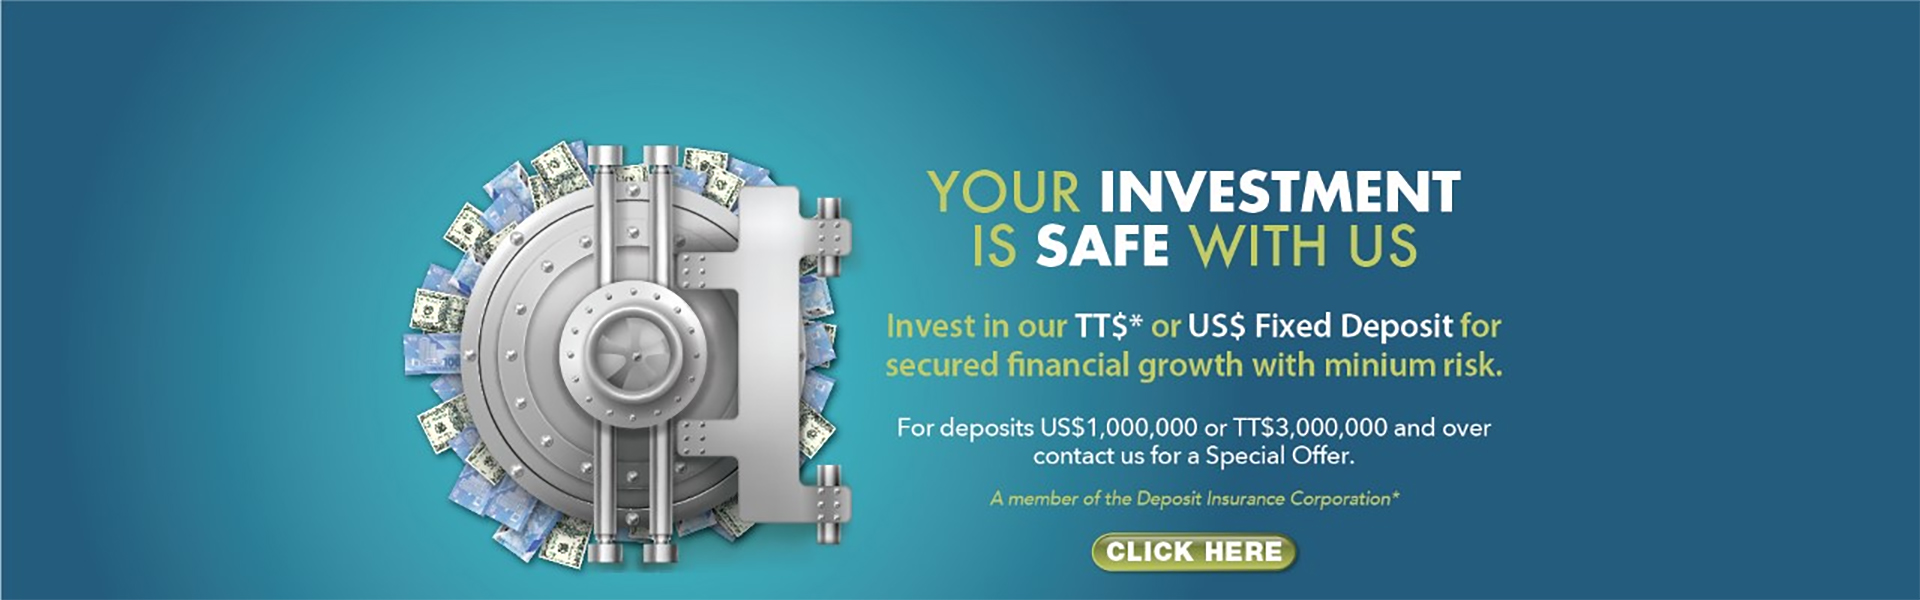 YOUR INVESTMENT
IS SAFE WITH US
Invest in our TT$* or US$ Fixed Deposit for
secured financial growth with minium risk.
For deposits US$1,000,000 or TT$3,000,000 and over
contact us for a Special Offer.
A member of the Deposit Insurance Corporation*
CLICK HERE